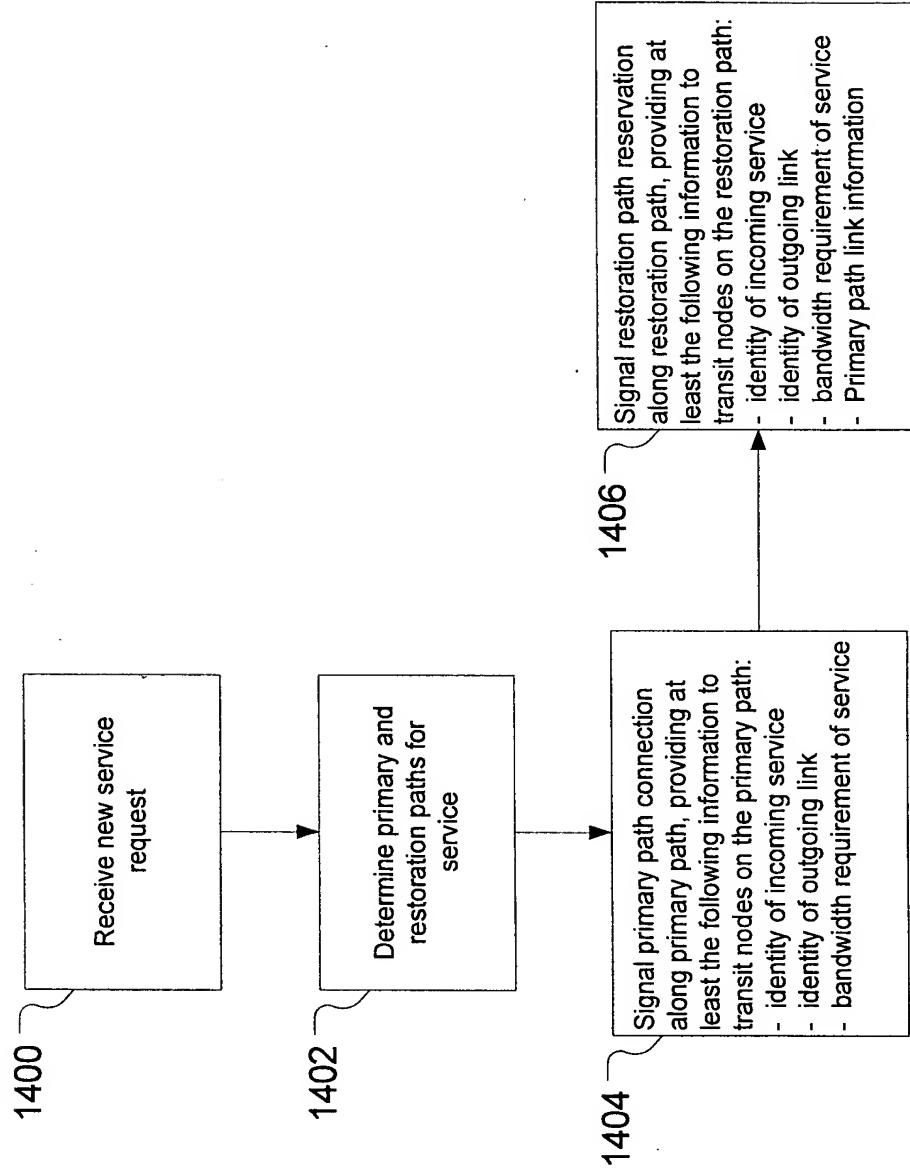 1400
Receive new service
request
1402
Determine primary and
restoration paths for
service
1404
Signal primary path connection
along primary path, providing at
least the following information to
transit nodes on the primary path:
- identity of incoming service
- identity of outgoing link
- bandwidth requirement of service
1406
Signal restoration path reservation
along restoration path, providing at
least the following information to
transit nodes on the restoration path:
- identity of incoming service
- identity of outgoing link
- bandwidth requirement of service
- Primary path link information